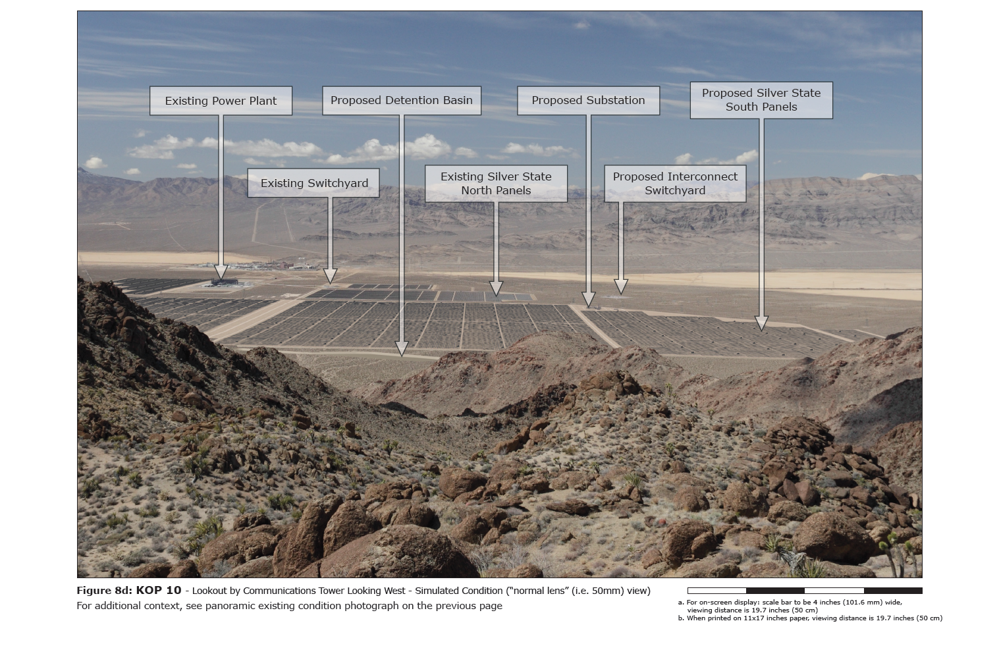 Existing Power Plant
Proposed Detention Basin
Proposed Substation
Proposed Silver State
South Panels
Existing Switchyard
Existing Silver State
North Panels
Proposed Interconnect
Switchyard
Figure 8d: KOP 10 - Lookout by Communications Tower Looking West - Simulated Condition (“normal lens” (i.e. 50mm) view)
For additional context, see panoramic existing condition photograph on the previous page
a. For on-screen display: scale bar to be 4 inches (101.6 mm) wide,
viewing distance is 19.7 inches (50 cm)
b. When printed on 11x17 inches paper, viewing distance is 19.7 inches (50 cm)